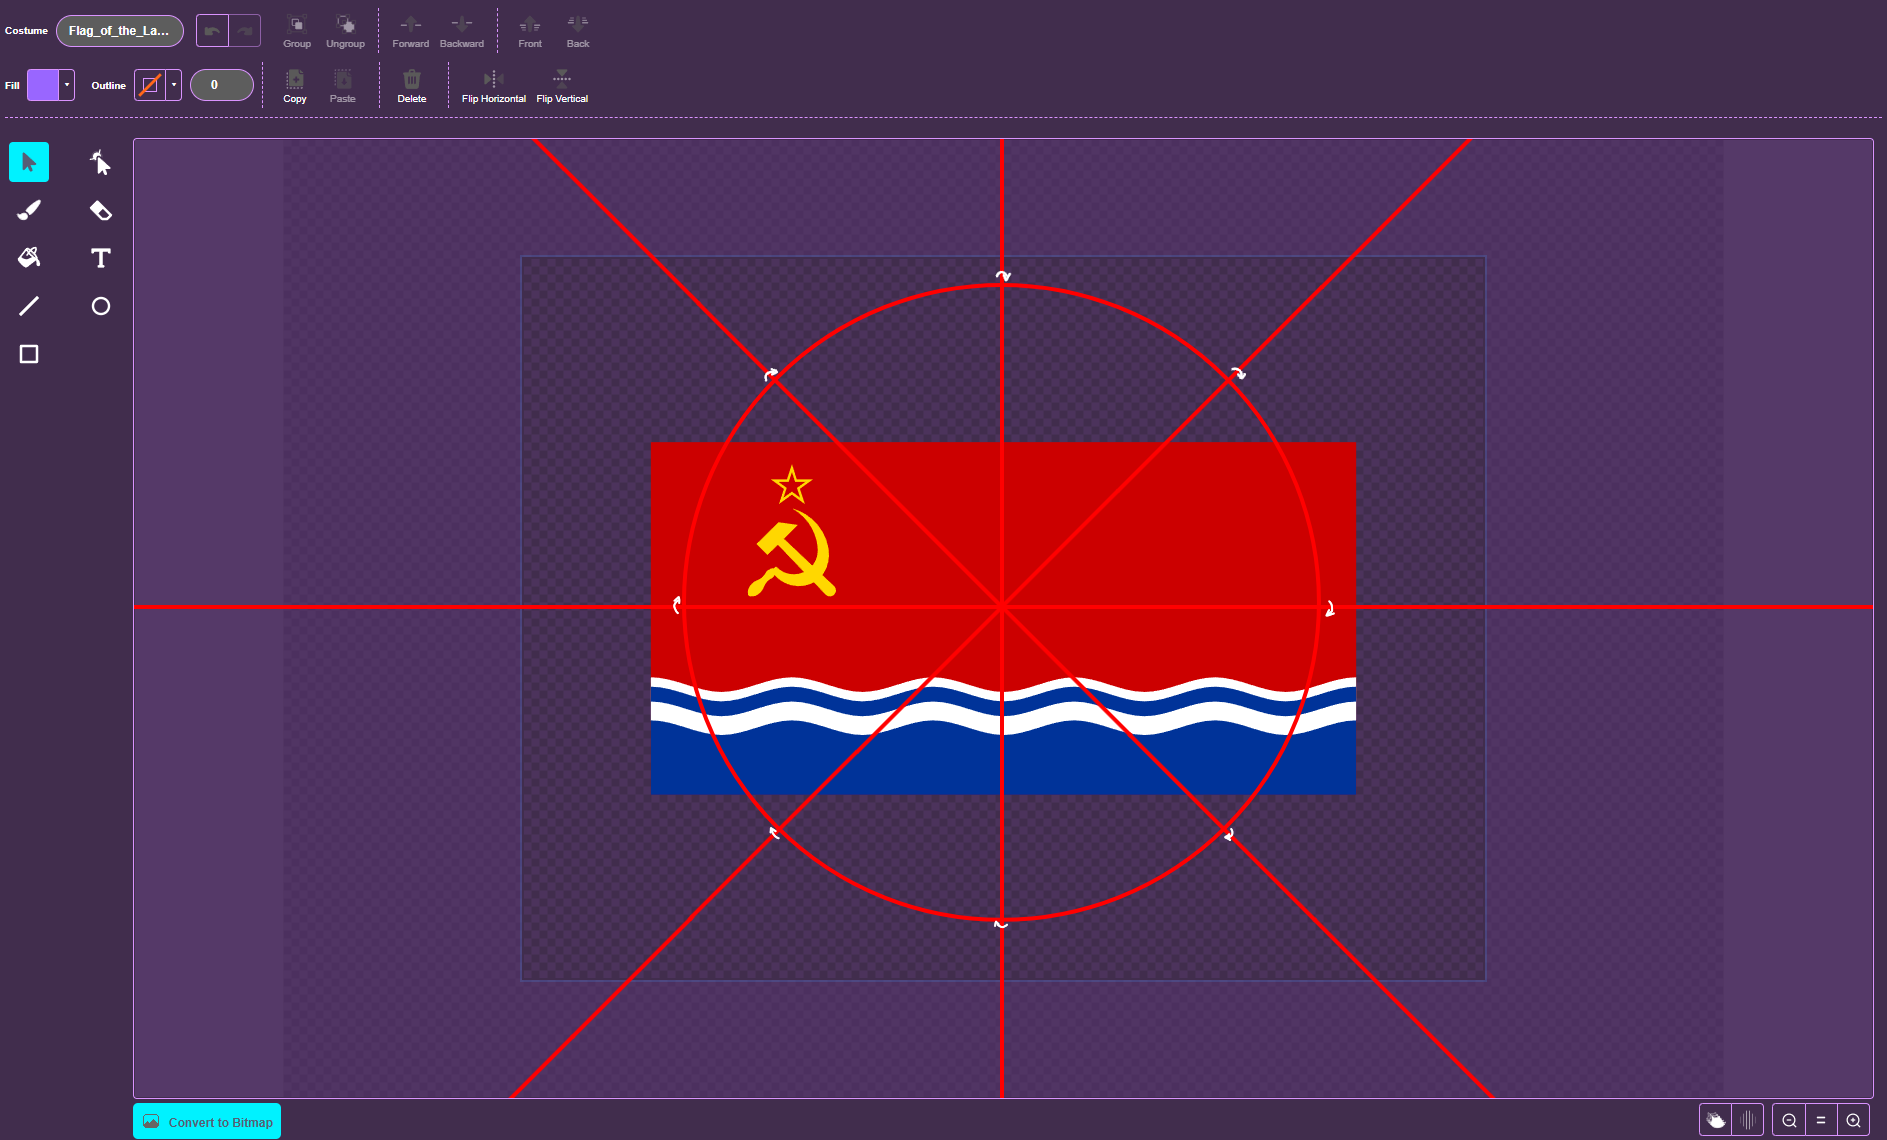 Costume Flag_of_the_La...
Group Ungroup Forward Backward Front Back
Fill Outline 0
Copy Paste Delete Flip Horizontal Flip Vertical
T
Convert to Bitmap